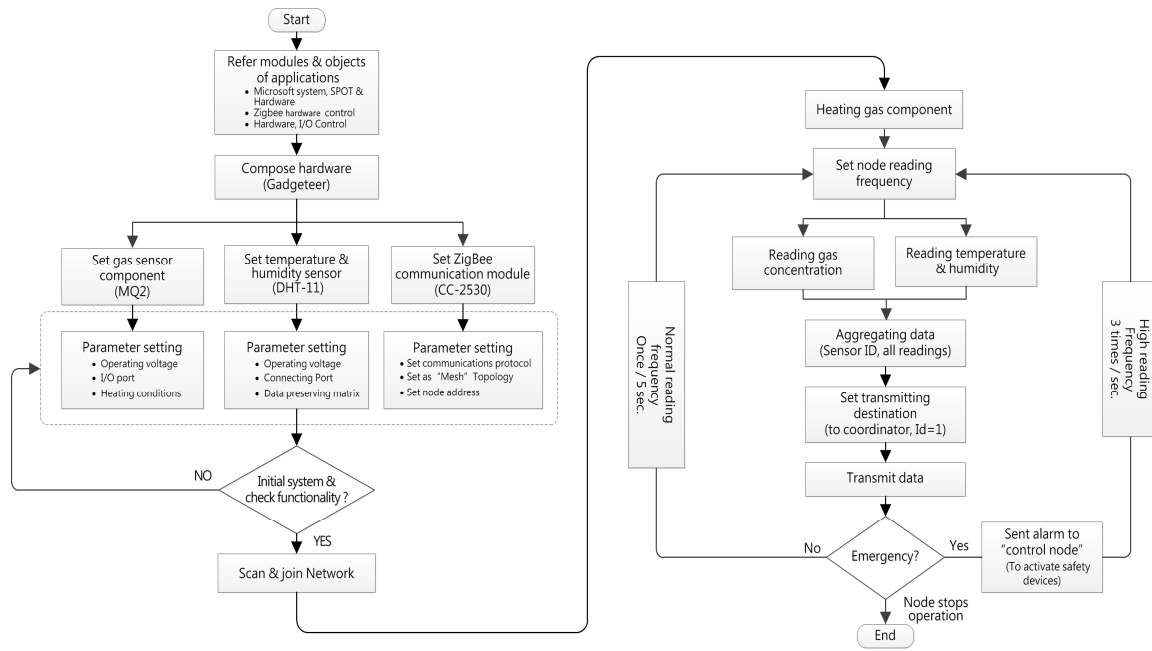 Start
Refer modules & objects
of applications
• Microsoft system, SPOT &
Hardware
• Zigbee hardware control
• Hardware, I/O Control
Compose hardware
(Gadgeteer)
Set gas sensor
component
(MQ2)
Set temperature &
humidity sensor
(DHT-11)
Set ZigBee
communication module
(CC-2530)
Parameter setting
• Operating voltage
• I/O port
• Heating conditions
Parameter setting
• Operating voltage
• Connecting Port
• Data preserving matrix
Parameter setting
• Set communications protocol
• Set as "Mesh" Topology
• Set node address
NO
Initial system &
check functionality ?
YES
Scan & join Network
Heating gas component
Set node reading
frequency
Reading gas
concentration
Reading temperature
& humidity
Normal reading
frequency
Once / 5 sec.
High reading
Frequency
3 times / sec.
Aggregating data
(Sensor ID, all readings)
Set transmitting
destination
(to coordinator, Id=1)
Transmit data
No
Emergency?
Yes
Sent alarm to
"control node"
(To activate safety
devices)
Node stops
operation
End